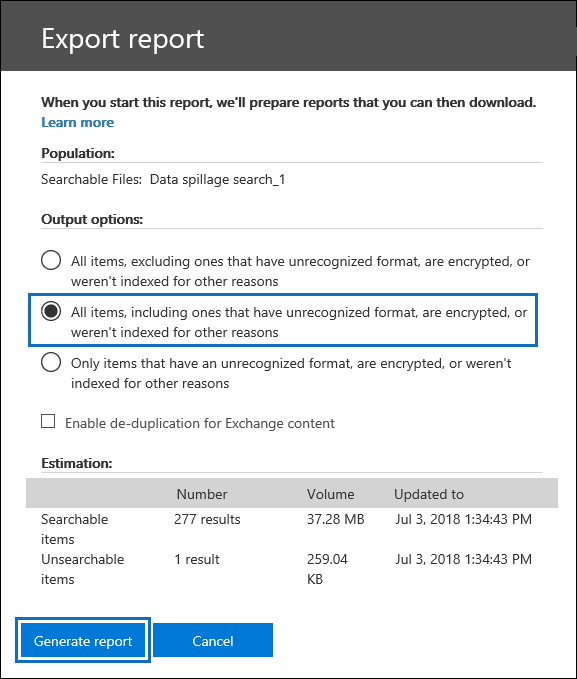 Export report
When you start this report, we'll prepare reports that you can then download.
Learn more
Population:
Searchable Files:  Data spillage search_1
Output options:
All items, excluding ones that have unrecognized format, are encrypted, or
weren't indexed for other reasons
All items, including ones that have unrecognized format, are encrypted, or
weren't indexed for other reasons
Only items that have an unrecognized format, are encrypted, or weren't
indexed for other reasons
Enable de-duplication for Exchange content
Estimation:
Number Volume Updated to
Searchable 277 results 37.28 MB Jul 3, 2018 1:34:43 PM
items
Unsearchable 1 result 259.04 Jul 3, 2018 1:34:43 PM
items KB
Generate report Cancel